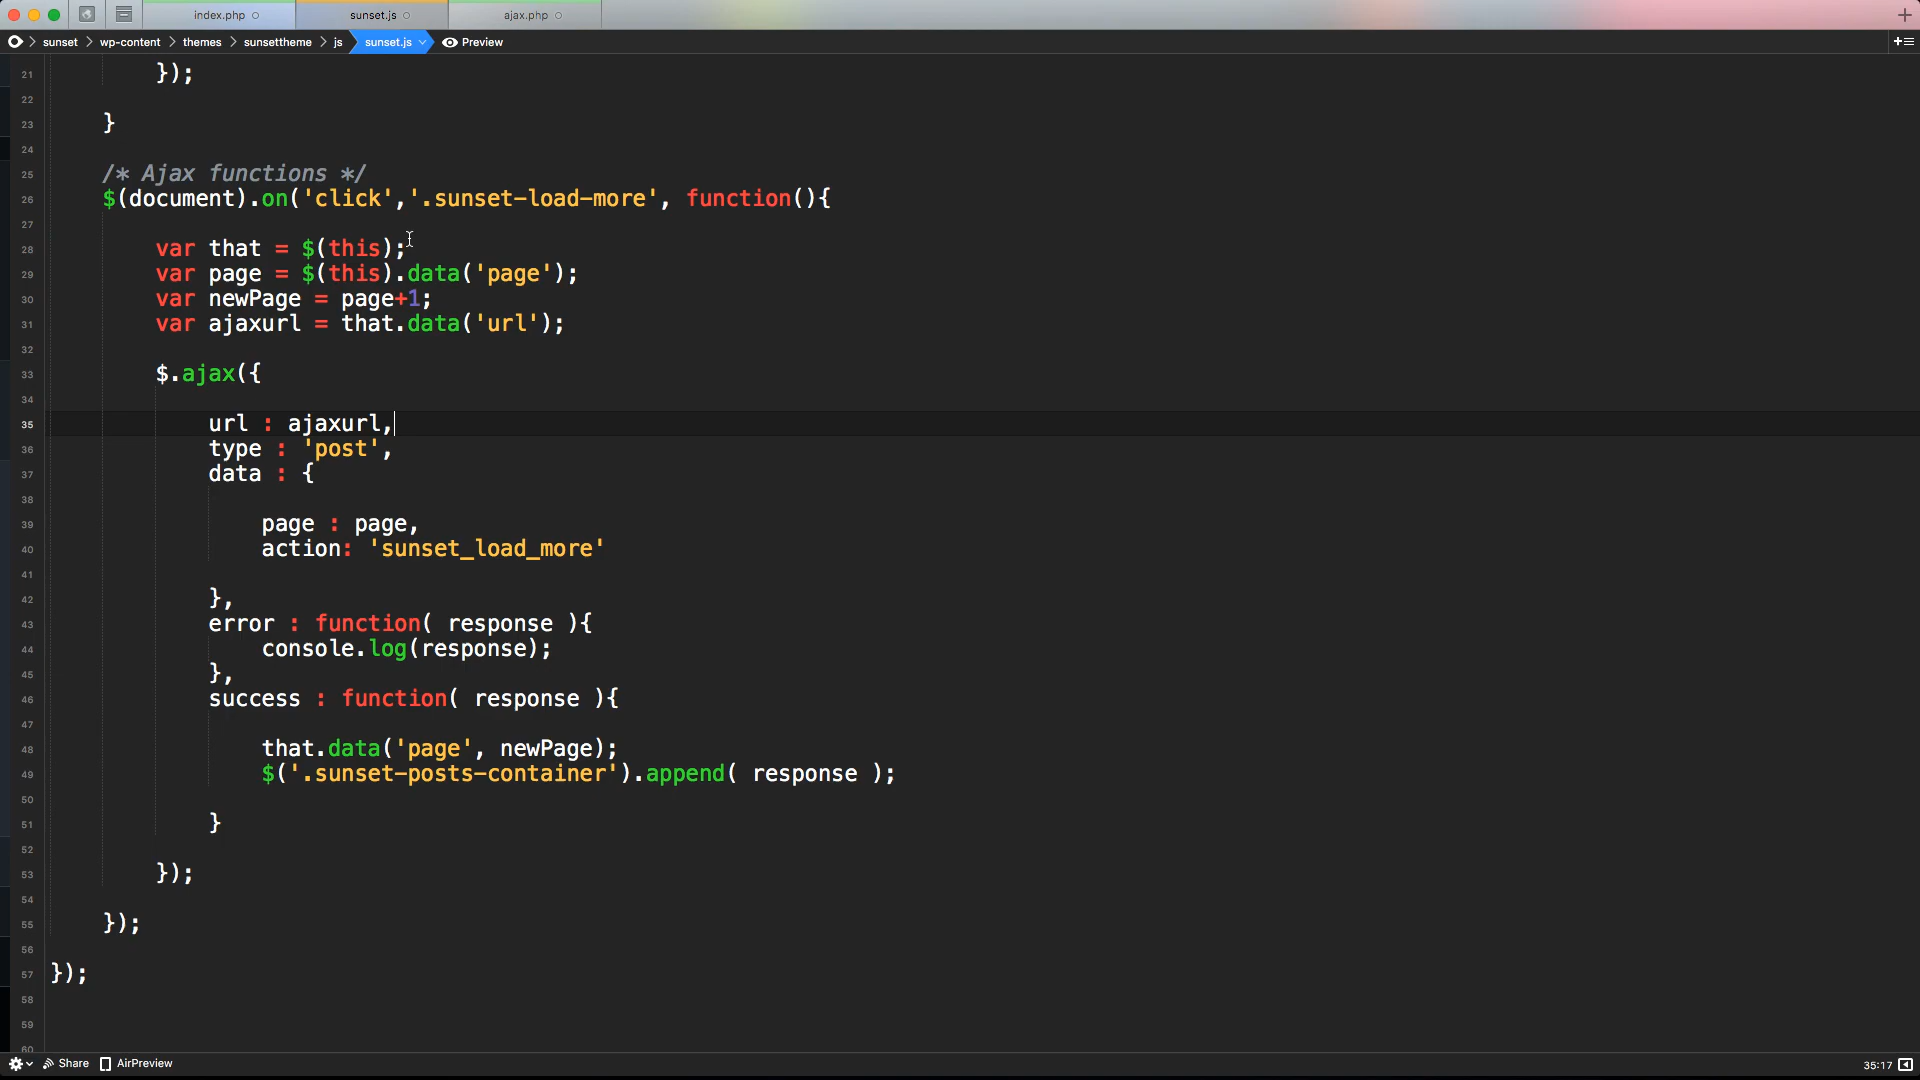 index.php
sunset.js
ajax.php
sunset > wp-content > themes > sunsettheme > js sunset.js Preview
21 });
22
23 }
24
25 /* Ajax functions */
26 $(document).on('click','.sunset-load-more', function(){
27
28 var that = $(this);
29 var page = $(this).data('page');
30 var newPage = page+1;
31 var ajaxurl = that.data('url');
32
33 $.ajax({
34
35 url : ajaxurl,
36 type : 'post',
37 data : {
38
39 page : page,
40 action: 'sunset_load_more'
41
42 },
43 error : function( response ){
44 console.log(response);
45 },
46 success : function( response ){
47
48 that.data('page', newPage);
49 $('.sunset-posts-container').append( response );
50
51 }
52
53 });
54
55 });
56
57 });
58
59
60
Share AirPreview 35:17